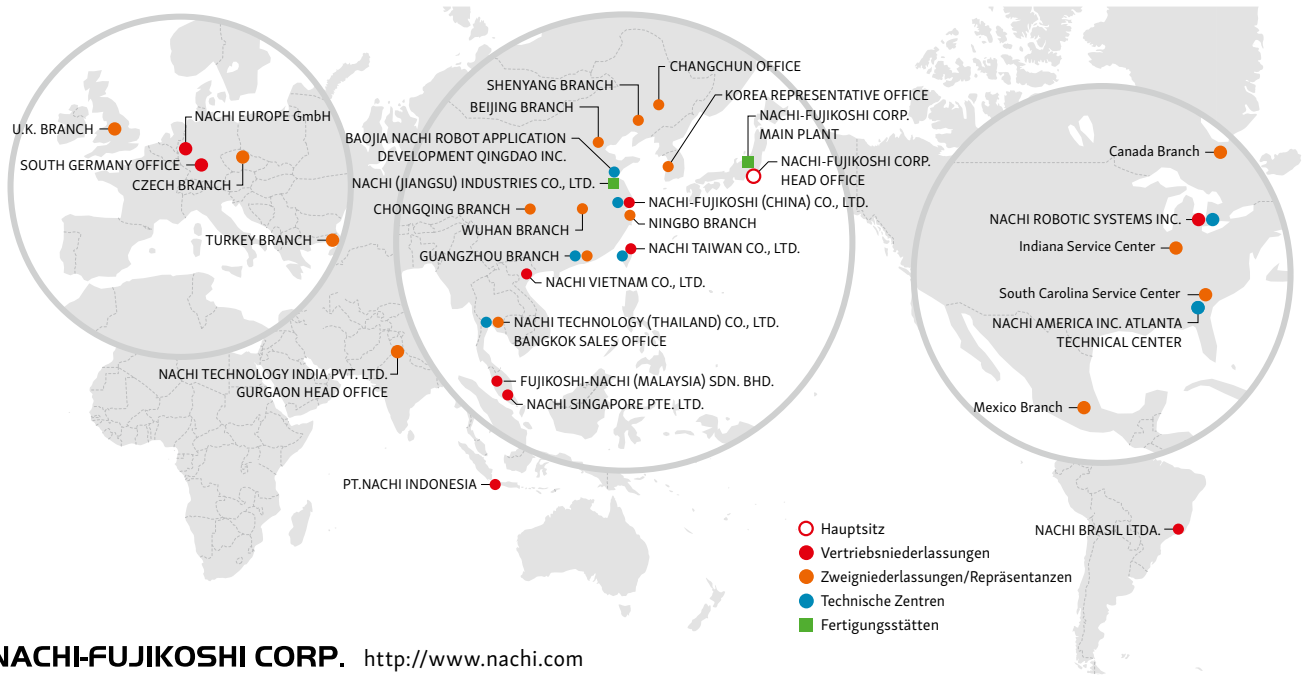 U.K. BRANCH
NACHI EUROPE GmbH
SOUTH GERMANY OFFICE
CZECH BRANCH
TURKEY BRANCH
NACHI TECHNOLOGY INDIA PVT. LTD.
GURGAON HEAD OFFICE
CHANGCHUN OFFICE
SHENYANG BRANCH
BEIJING BRANCH
KOREA REPRESENTATIVE OFFICE
NACHI-FUJIKOSHI CORP.
MAIN PLANT
BAOJIA NACHI ROBOT APPLICATION
DEVELOPMENT QINGDAO INC.
NACHI-FUJIKOSHI CORP.
HEAD OFFICE
NACHI (JIANGSU) INDUSTRIES CO., LTD.
NACHI-FUJIKOSHI (CHINA) CO., LTD.
CHONGQING BRANCH
NINGBO BRANCH
WUHAN BRANCH
NACHI TAIWAN CO., LTD.
GUANGZHOU BRANCH
NACHI VIETNAM CO., LTD.
NACHI TECHNOLOGY (THAILAND) CO., LTD.
BANGKOK SALES OFFICE
FUJIKOSHI-NACHI (MALAYSIA) SDN. BHD.
NACHI SINGAPORE PTE. LTD.
PT.NACHI INDONESIA
Canada Branch
NACHI ROBOTIC SYSTEMS INC.
Indiana Service Center
South Carolina Service Center
NACHI AMERICA INC. ATLANTA
TECHNICAL CENTER
Mexico Branch
NACHI BRASIL LTDA.
Hauptsitz
Vertriebsniederlassungen
Zweigniederlassungen/Repräsentanzen
Technische Zentren
Fertigungsstätten
NACHI-FUJIKOSHI CORP. http://www.nachi.com